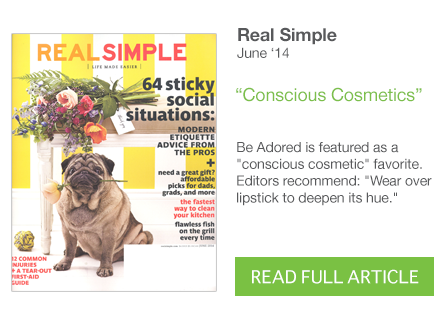 REAL SIMPLE
LIFE MADE EASIER
64 sticky
social
situations:
MODERN
ETIQUETTE
ADVICE FROM
THE PROS
+
need a great gift?
affordable
picks for dads,
grads, and more
the fastest
way to clean
your kitchen
flawless fish
on the grill
every time
12 COMMON
INJURIES
+ A TEAR-OUT
FIRST-AID
GUIDE
Real Simple
June ‘14
“Conscious Cosmetics”
Be Adored is featured as a
"conscious cosmetic" favorite.
Editors recommend: "Wear over
lipstick to deepen its hue."
READ FULL ARTICLE